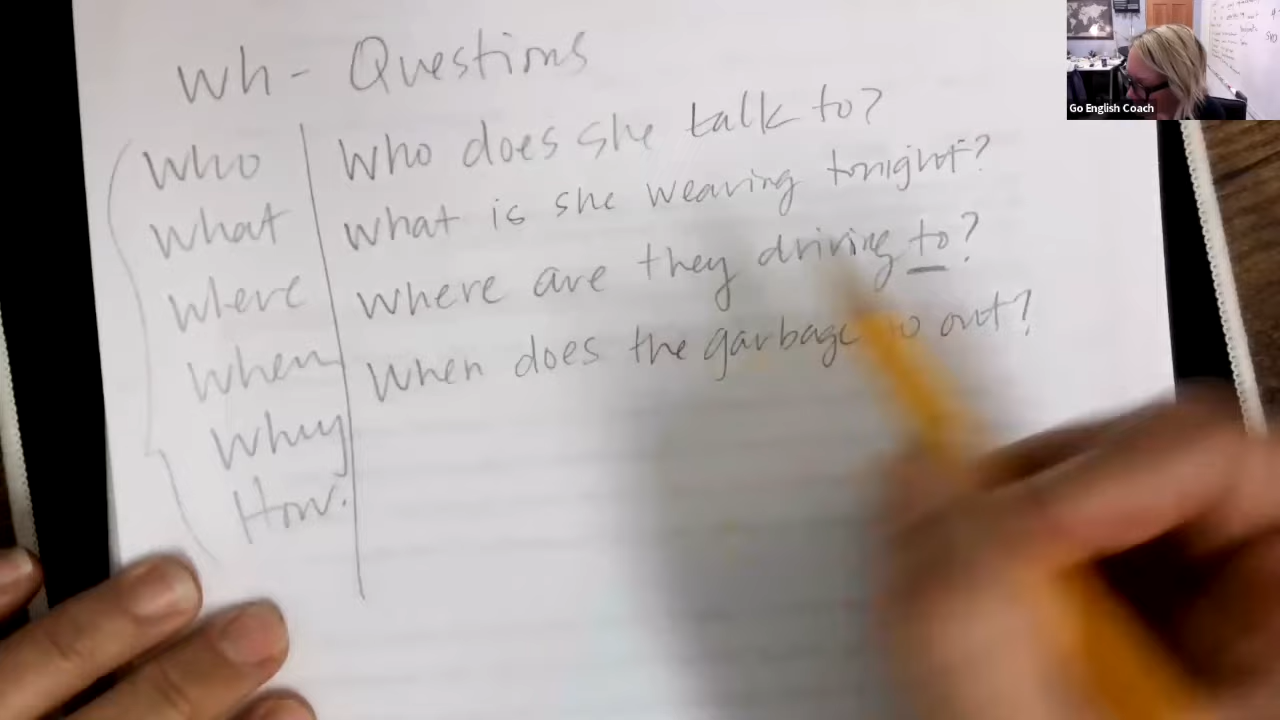 Wh- Questions
Who
Who does she talk to?
What
What is she wearing tonight?
Where
Where are they driving to?
When
When does the garbage go out?
Why
How.
Go English Coach